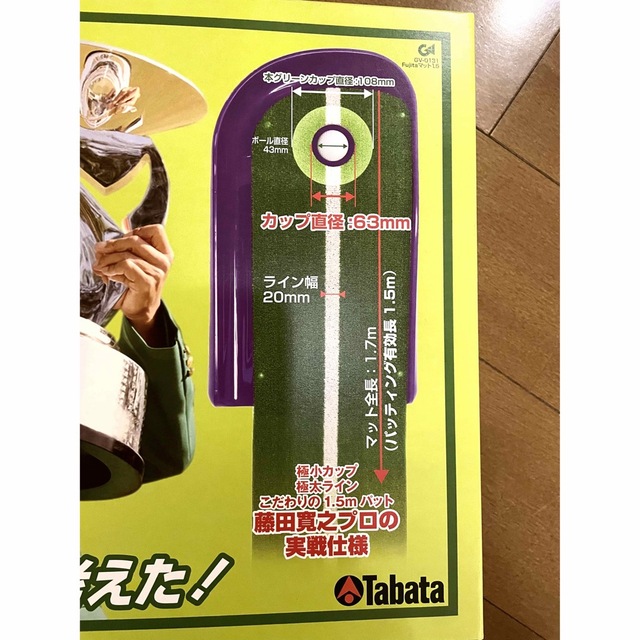 GV-0131
Fujitaマット1.5
本グリーンカップ直径:108mm
ボール直径
43mm
カップ直径:63mm
ライン幅
20mm
マット全長:1.7m
(パッティング有効長 1.5m)
極小カップ
極太ライン
こだわりの1.5mパット
藤田寛之プロの
実戦仕様
えた!
Tabata